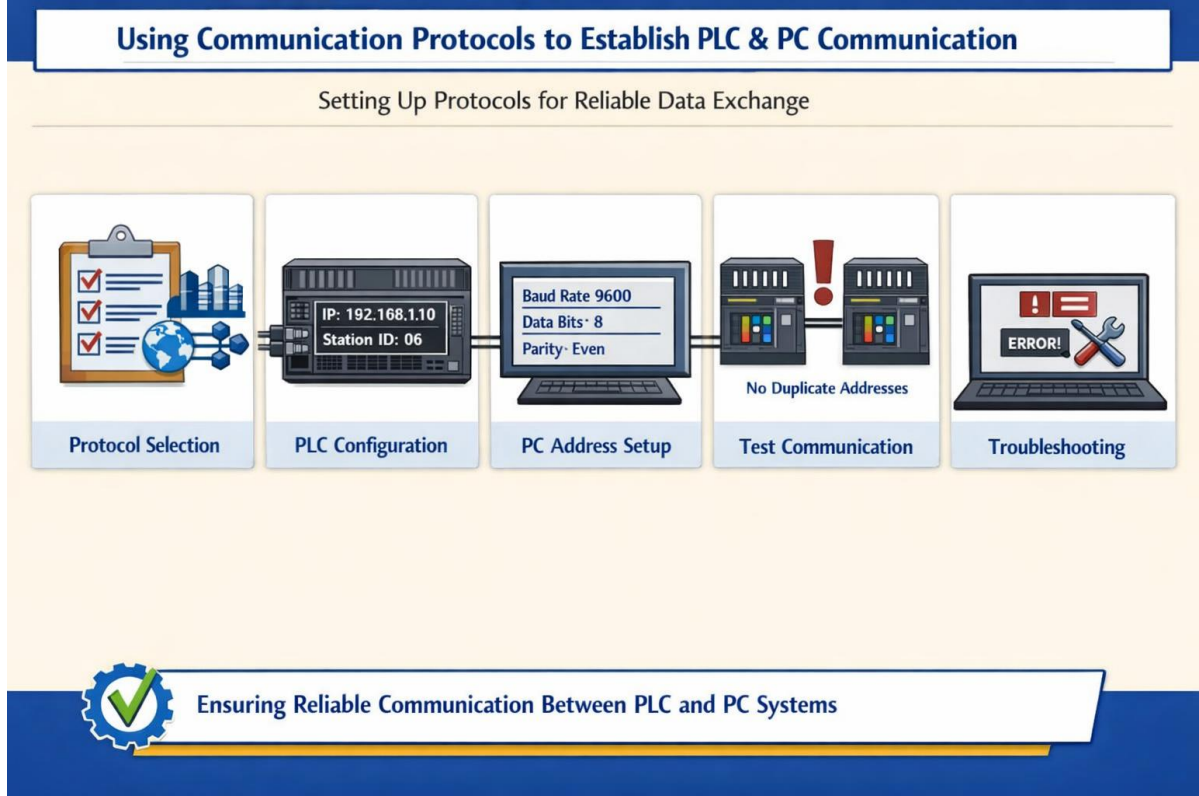 Using Communication Protocols to Establish PLC & PC Communication
Setting Up Protocols for Reliable Data Exchange
IP: 192.168.1.10
Station ID: 06
Baud Rate 9600
Data Bits· 8
Parity· Even
No Duplicate Addresses
ERROR!
Protocol Selection
PLC Configuration
PC Address Setup
Test Communication
Troubleshooting
Ensuring Reliable Communication Between PLC and PC Systems